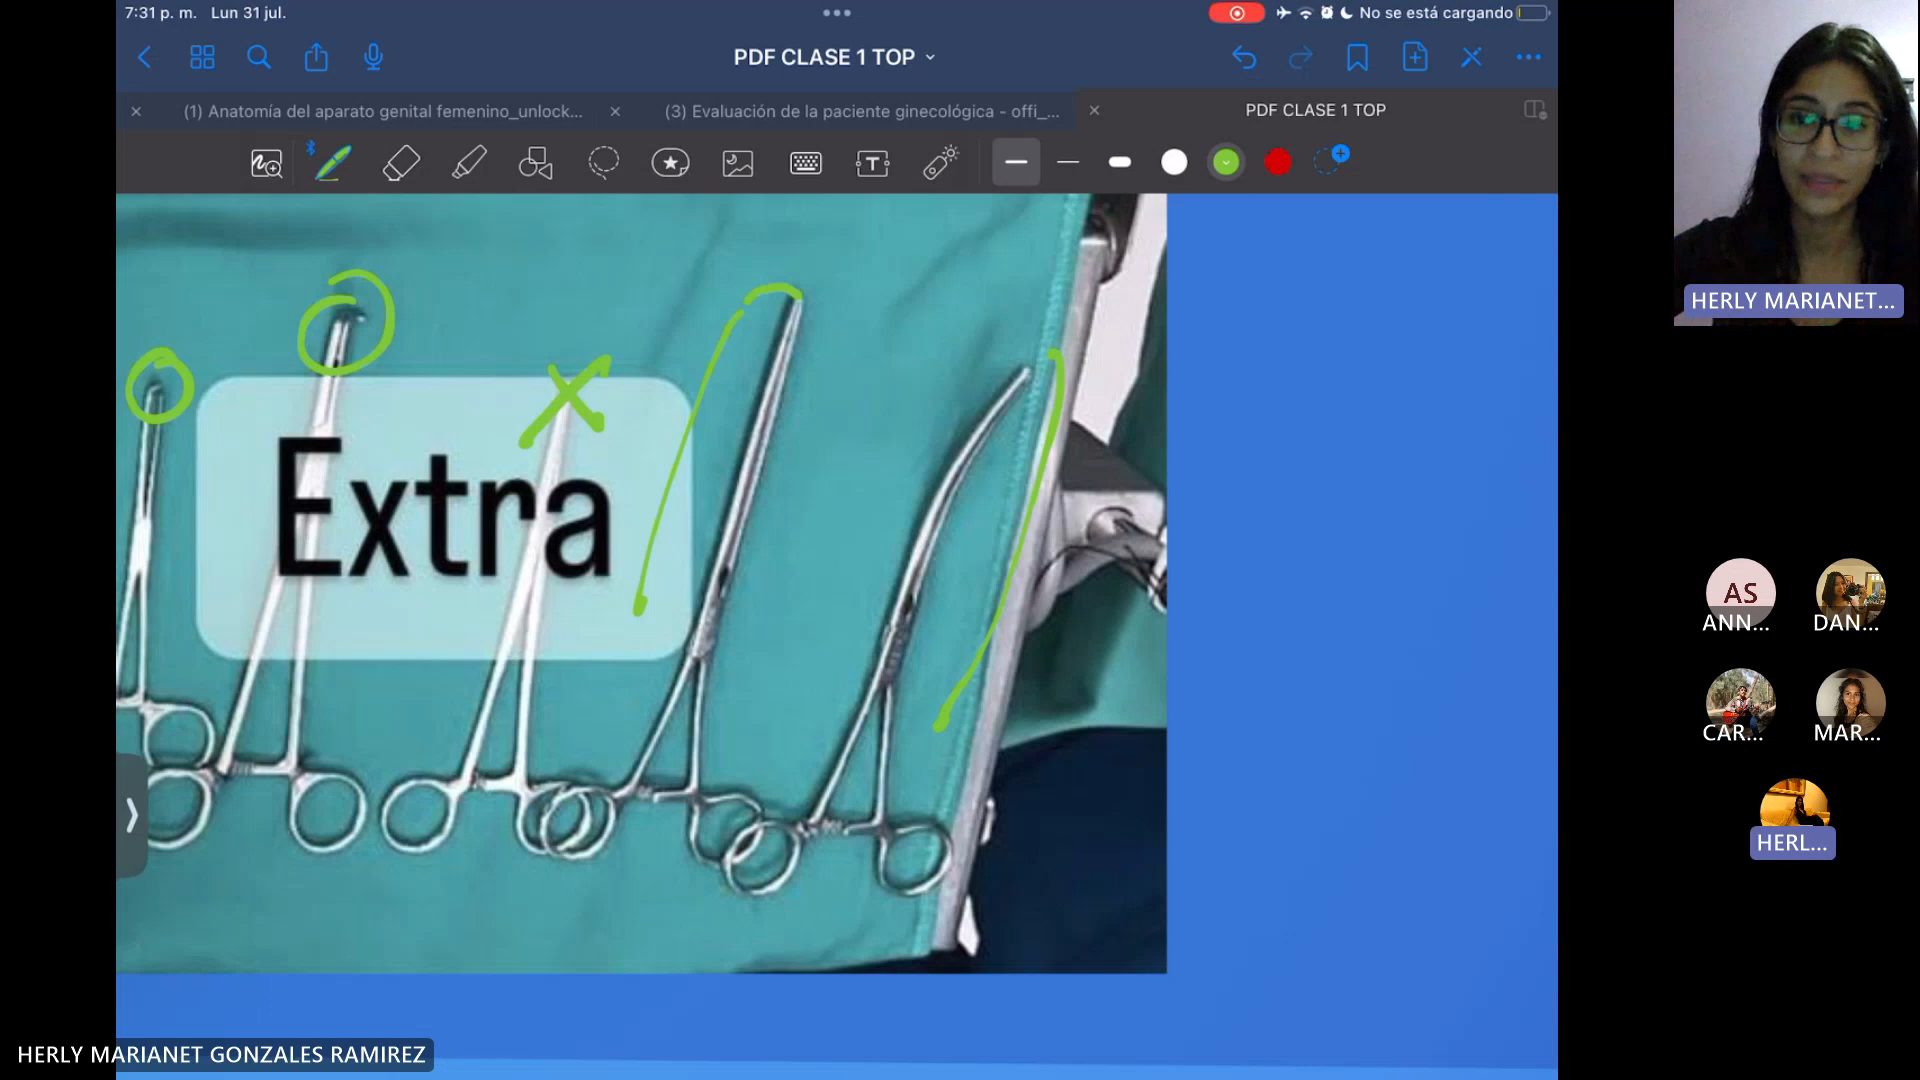 7:31 p. m. Lun 31 jul.
No se está cargando
PDF CLASE 1 TOP
(1) Anatomía del aparato genital femenino_unlock...
(3) Evaluación de la paciente ginecológica - offi_...
PDF CLASE 1 TOP
T
Extra
HERLY MARIANET...
AS
ANN...
DAN...
CAR...
MAR...
HERL...
HERLY MARIANET GONZALES RAMIREZ